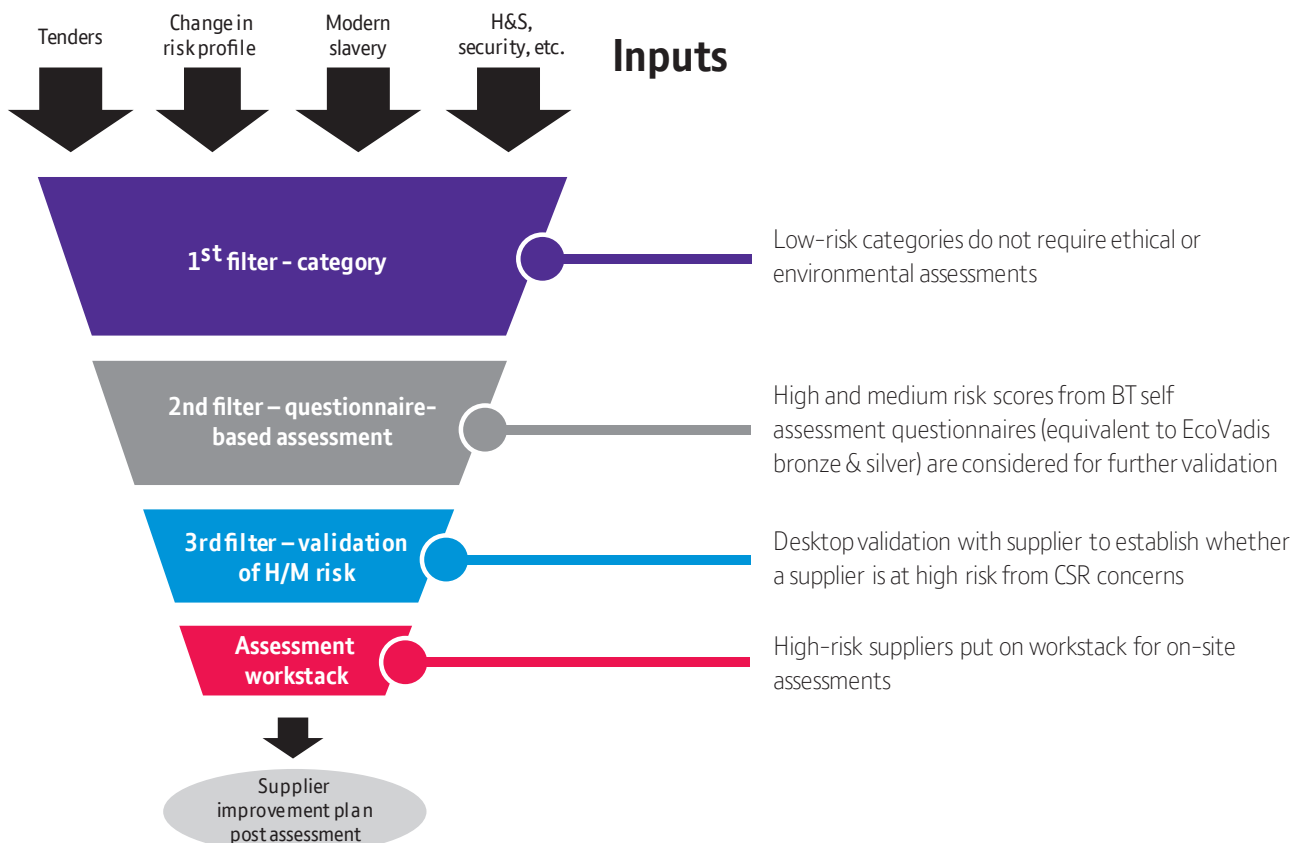 Tenders
Change in
risk profile
Modern
slavery
H&S,
security, etc.
Inputs
1st filter - category
Low-risk categories do not require ethical or
environmental assessments
2nd filter – questionnaire-
based assessment
High and medium risk scores from BT self
assessment questionnaires (equivalent to EcoVadis
bronze & silver) are considered for further validation
3rd filter – validation
of H/M risk
Desktop validation with supplier to establish whether
a supplier is at high risk from CSR concerns
Assessment
workstack
High-risk suppliers put on workstack for on-site
assessments
Supplier
improvement plan
post assessment